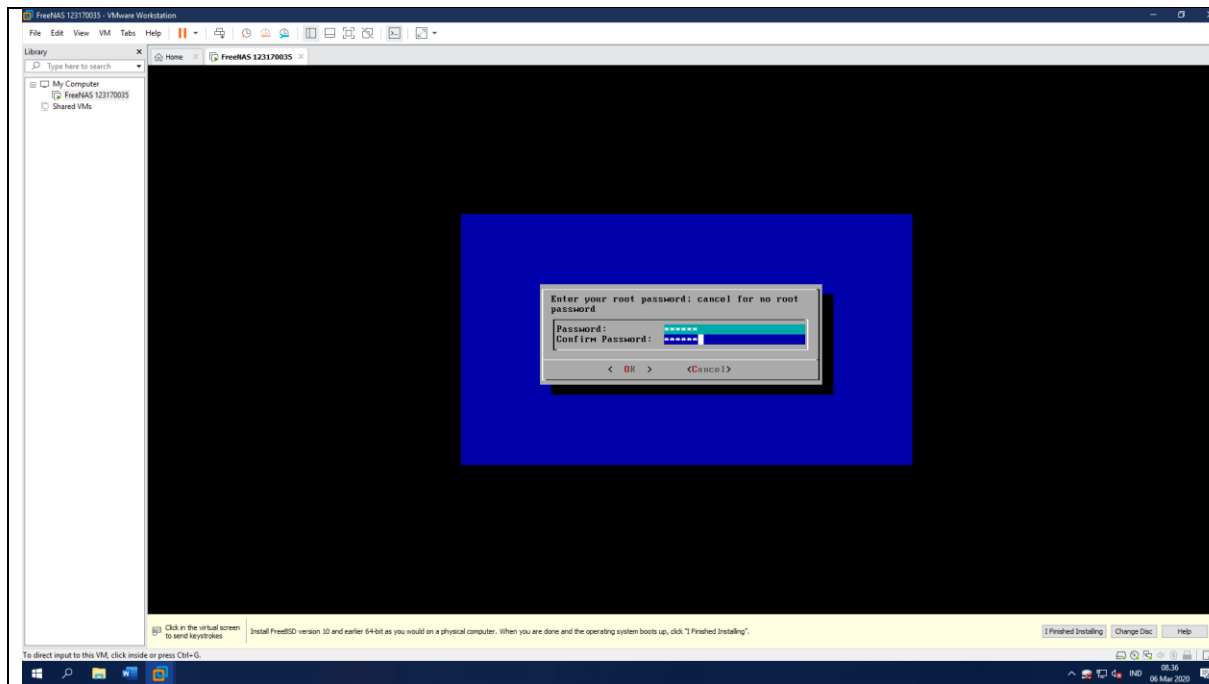 FreeNAS 123170035 - VMware Workstation
File Edit View VM Tabs Help
Library
Type here to search
My Computer
FreeNAS 123170035
Shared VMs
Home
FreeNAS 123170035
Enter your root password; cancel for no root
password
Password: ******
Confirm Password: ******
< OK > <Cancel>
Click in the virtual screen
to send keystrokes
Install FreeBSD version 10 and earlier 64-bit as you would on a physical computer. When you are done and the operating system boots up, click "I Finished Installing".
I Finished Installing Change Disc Help
To direct input to this VM, click inside or press Ctrl+G.
IND
08.36
06 Mar 2020